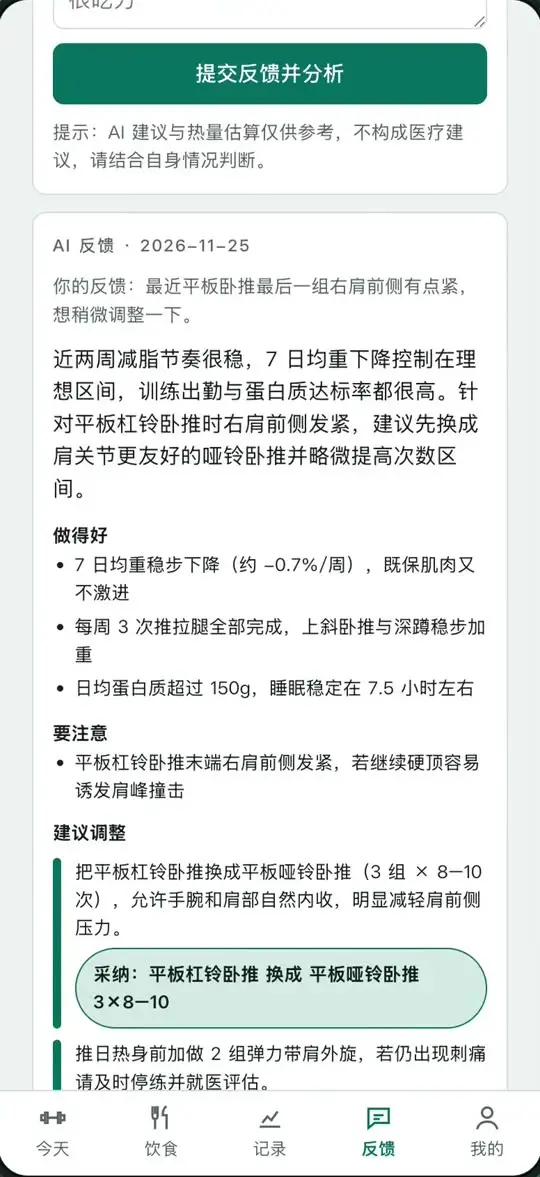 很吃力
提交反馈并分析
提示：AI 建议与热量估算仅供参考，不构成医疗建
议，请结合自身情况判断。
AI 反馈 · 2026-11-25
你的反馈：最近平板卧推最后一组右肩前侧有点紧，
想稍微调整一下。
近两周减脂节奏很稳，7 日均重下降控制在理
想区间，训练出勤与蛋白质达标率都很高。针
对平板杠铃卧推时右肩前侧发紧，建议先换成
肩关节更友好的哑铃卧推并略微提高次数区
间。
做得好
• 7 日均重稳步下降（约 -0.7%/周），既保肌肉又
不激进
• 每周 3 次推拉腿全部完成，上斜卧推与深蹲稳步加
重
• 日均蛋白质超过 150g，睡眠稳定在 7.5 小时左右
要注意
• 平板杠铃卧推末端右肩前侧发紧，若继续硬顶容易
诱发肩峰撞击
建议调整
把平板杠铃卧推换成平板哑铃卧推（3 组 × 8–10
次），允许手腕和肩部自然内收，明显减轻肩前侧
压力。
采纳：平板杠铃卧推 换成 平板哑铃卧推
3×8–10
推日热身前加做 2 组弹力带肩外旋，若仍出现刺痛
请及时停练并就医评估。
今天
饮食
记录
反馈
我的